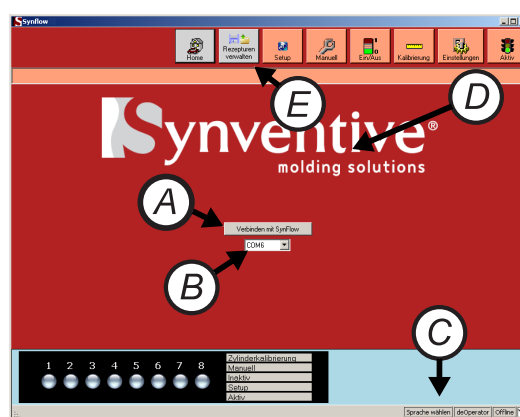 Synflow
Home
Rezepturen
verwalten
Setup
Manuell
Ein/Aus
Kalibrierung
Einstellungen
Aktiv
E
D
Synventive®
molding solutions
A
Verbinden mit SynFlow
COM6
B
C
1 2 3 4 5 6 7 8
Zylinderkalibrierung
Manuell
Inaktiv
Setup
Aktiv
Sprache wählen deOperator Offline